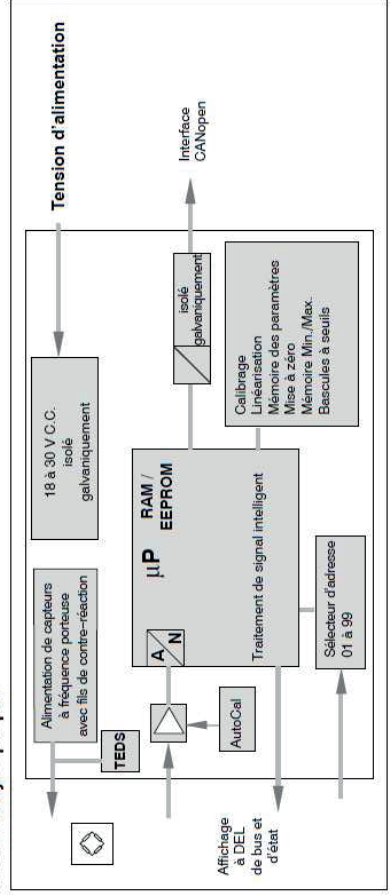 Alimentation de capteurs
à fréquence porteuse
avec fils de contre-réaction
TEDS
18 à 30 V C.C.
isolé
galvaniquement
Tension d'alimentation
A
N
µP
RAM /
EEPROM
Traitement de signal intelligent
isolé
galvaniquement
Interface
CANopen
AutoCal
Affichage
à DEL
de bus et
d'état
Sélecteur d'adresse
01 à 99
Calibrage
Linéarisation
Mémoire des paramètres
Mise à zéro
Mémoire Min./Max.
Bascules à seuils